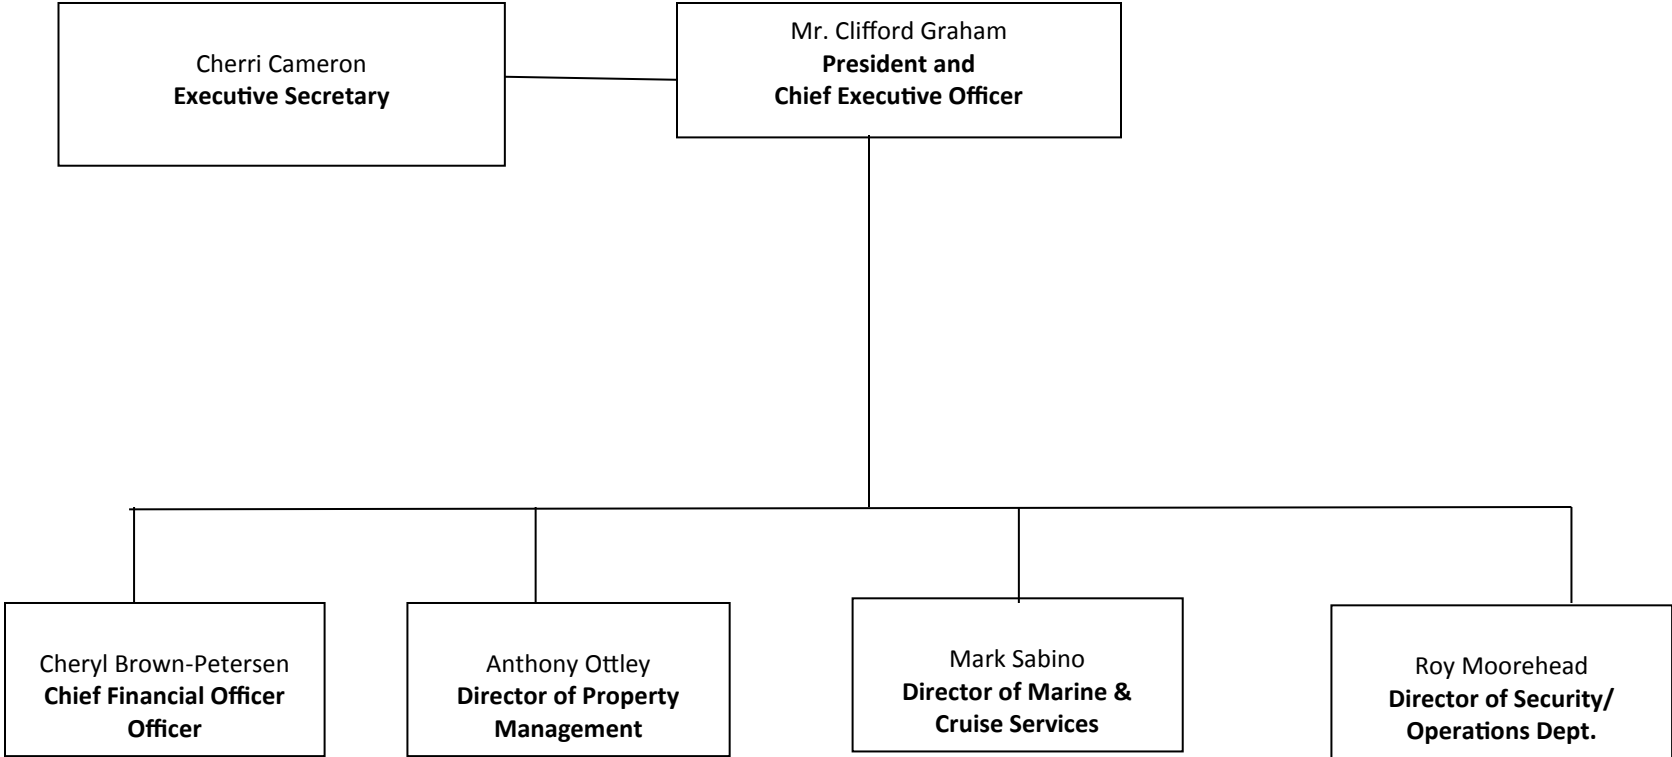 Cherri Cameron
Executive Secretary
Mr. Clifford Graham
President and
Chief Executive Officer
Cheryl Brown-Petersen
Chief Financial Officer
Officer
Anthony Ottley
Director of Property
Management
Mark Sabino
Director of Marine &
Cruise Services
Roy Moorehead
Director of Security/
Operations Dept.